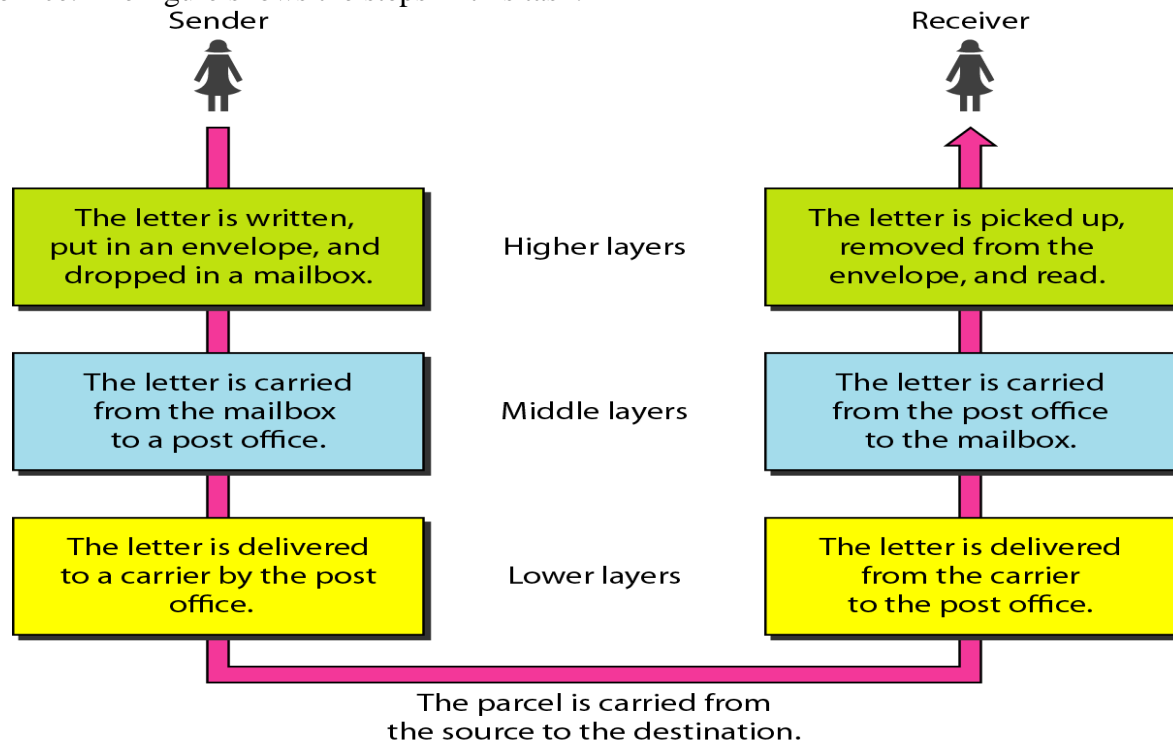 Sender
Receiver
The letter is written,
put in an envelope, and
dropped in a mailbox.
Higher layers
The letter is picked up,
removed from the
envelope, and read.
The letter is carried
from the mailbox
to a post office.
Middle layers
The letter is carried
from the post office
to the mailbox.
The letter is delivered
to a carrier by the post
office.
Lower layers
The letter is delivered
from the carrier
to the post office.
The parcel is carried from
the source to the destination.